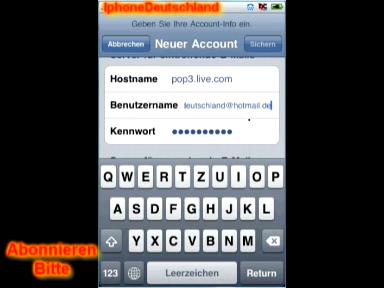 IphoneDeutschland
Geben Sie Ihre Account-Info ein.
Abbrechen Neuer Account Sichern
Hostname pop3.live.com
Benutzername teutschland@hotmail.de
Kennwort ●●●●●●●●●●
Q W E R T Z U I O P
A S D F G H J K L
Y X C V B N M
123 Leerzeichen Return
Abonnieren
Bitte